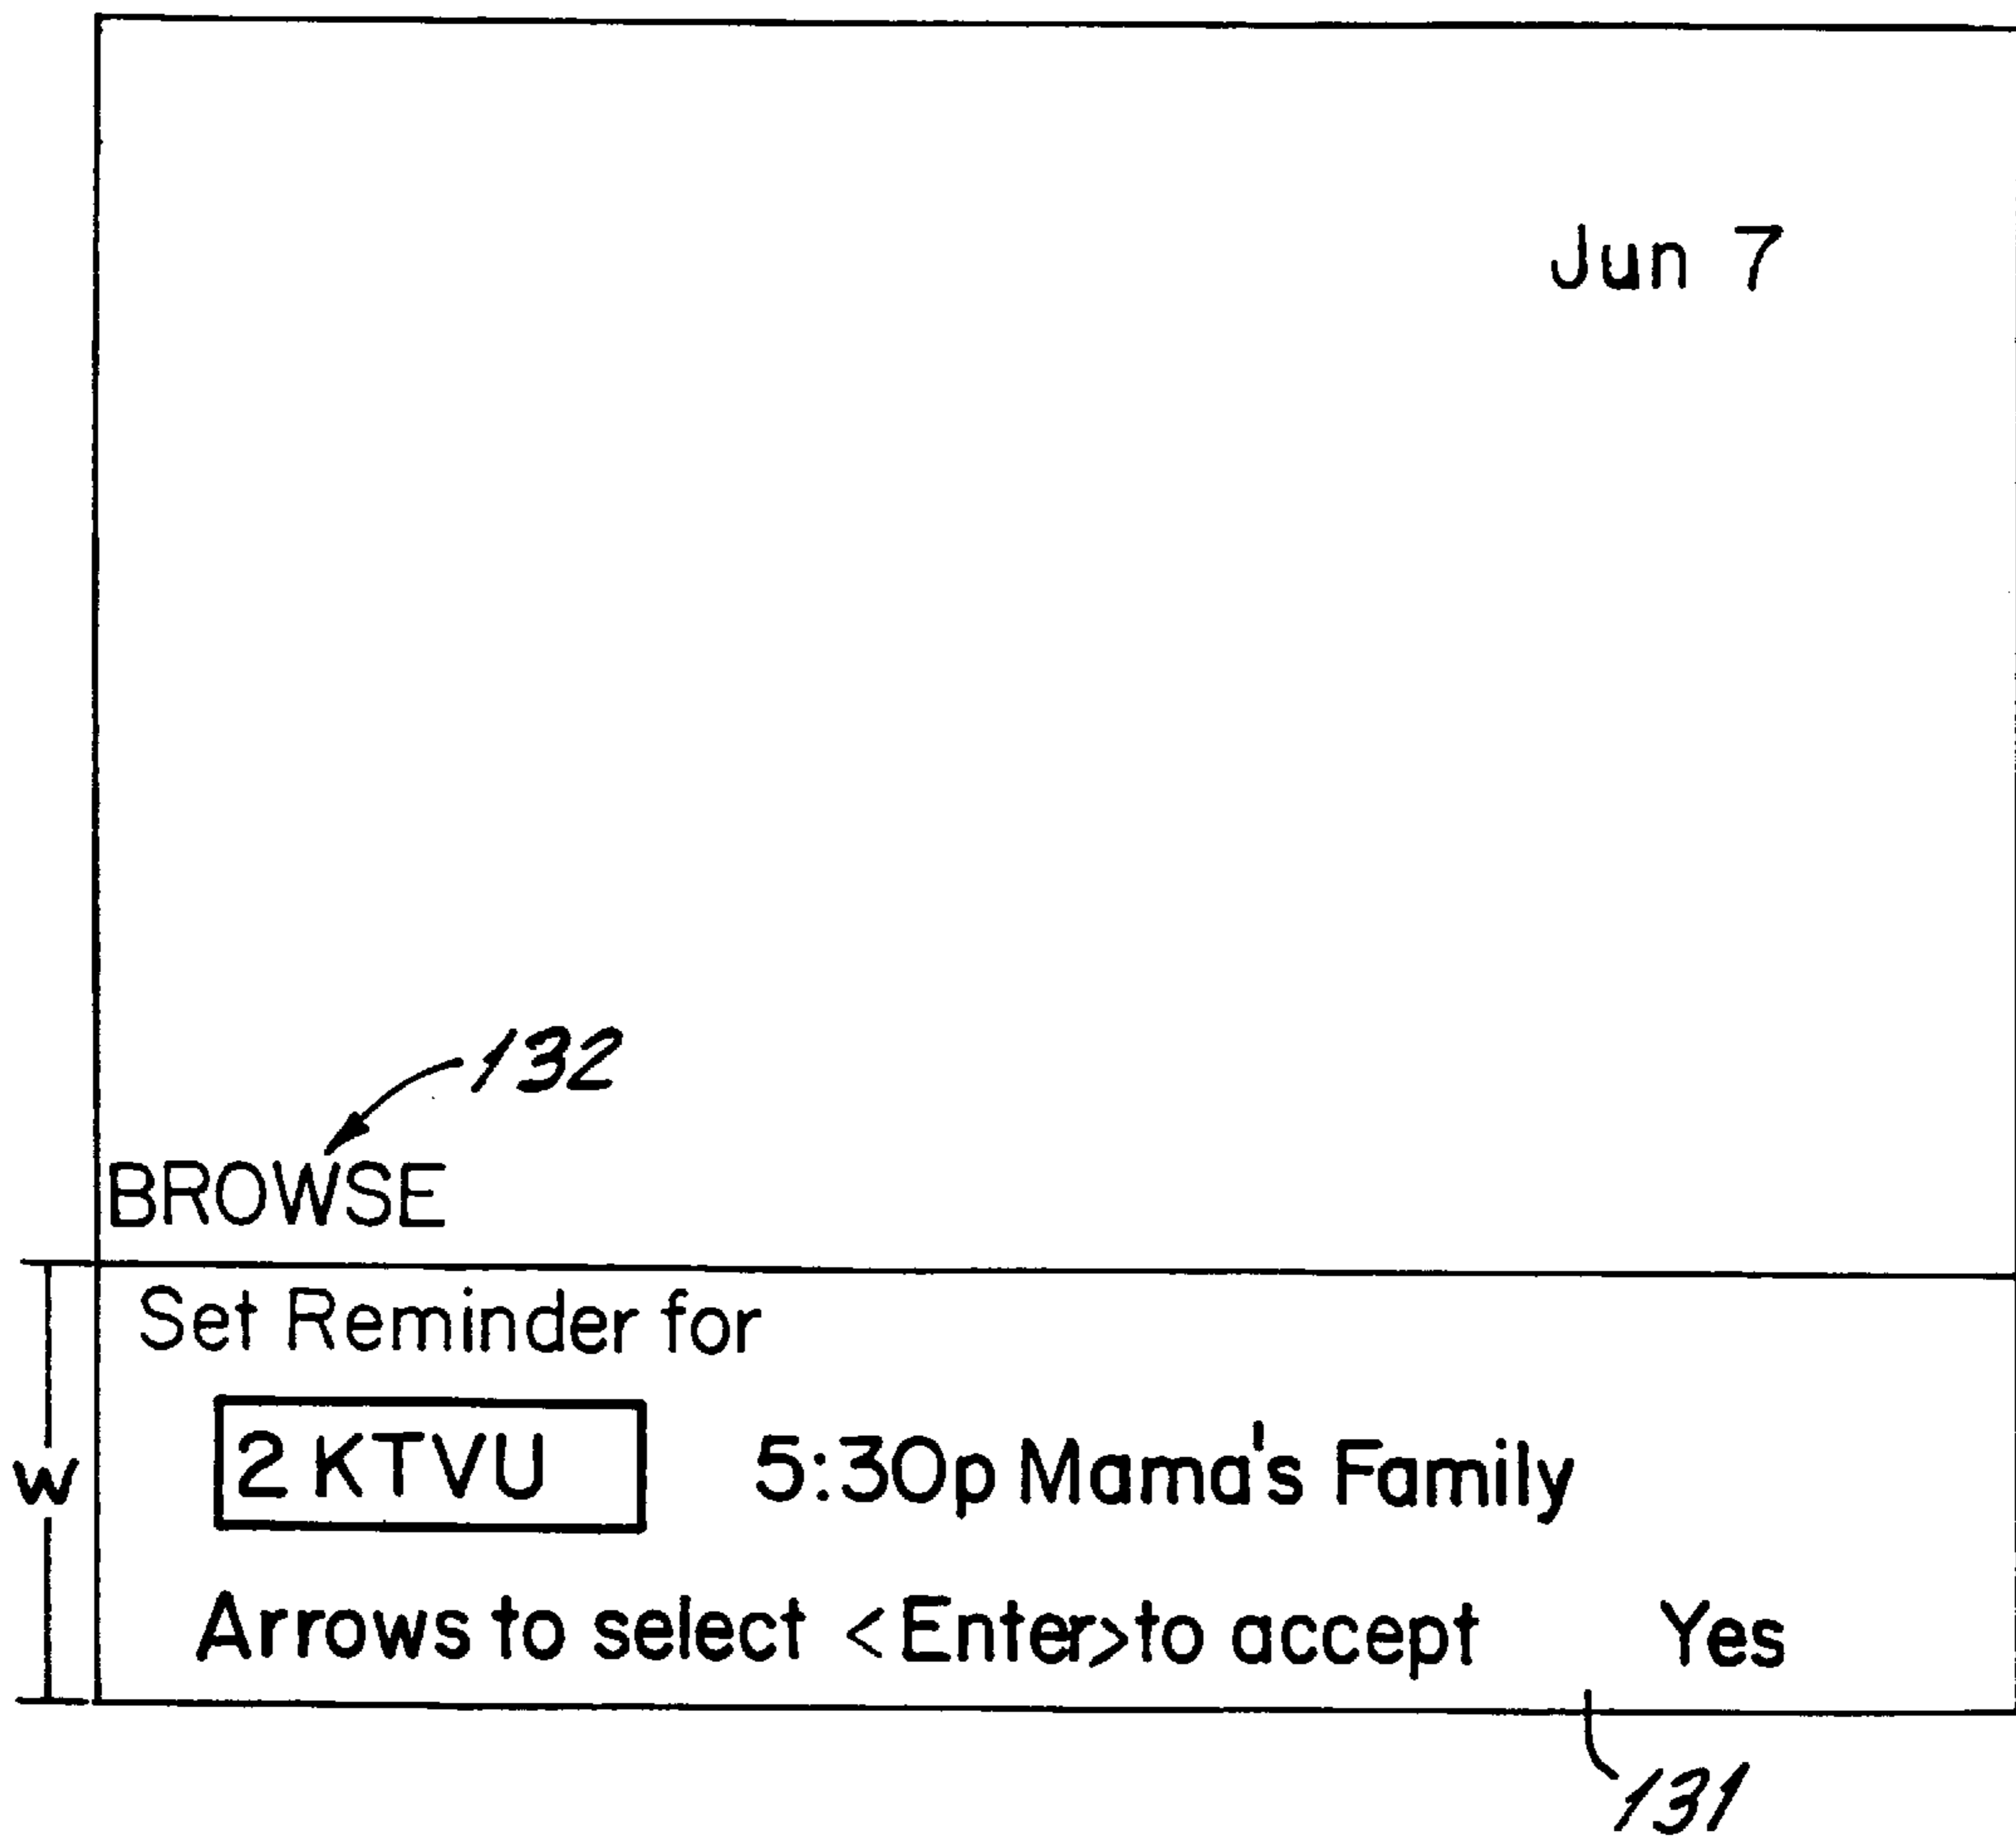 Jun 7
132
BROWSE
Set Reminder for
W
2 KTVU 5:30p Mama's Family
Arrows to select <Enter> to accept Yes
131